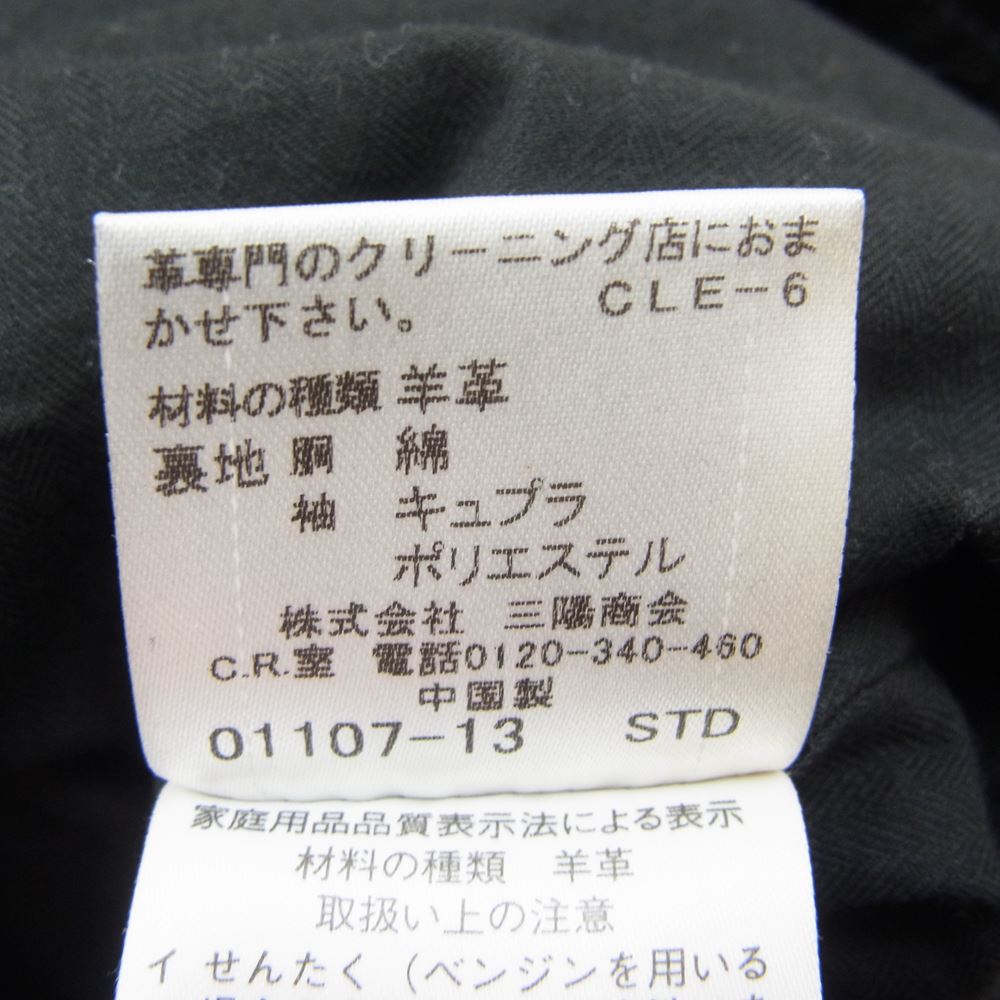 革専門のクリーニング店におま
かせ下さい。 CLE-6
材料の種類 羊革
裏地 胴 綿
袖 キュプラ
ポリエステル
株式会社 三陽商会
C.R.室 電話0120-340-460
中国製
01107-13 STD
家庭用品品質表示法による表示
材料の種類 羊革
取扱い上の注意
イ せんたく(ベンジンを用いる